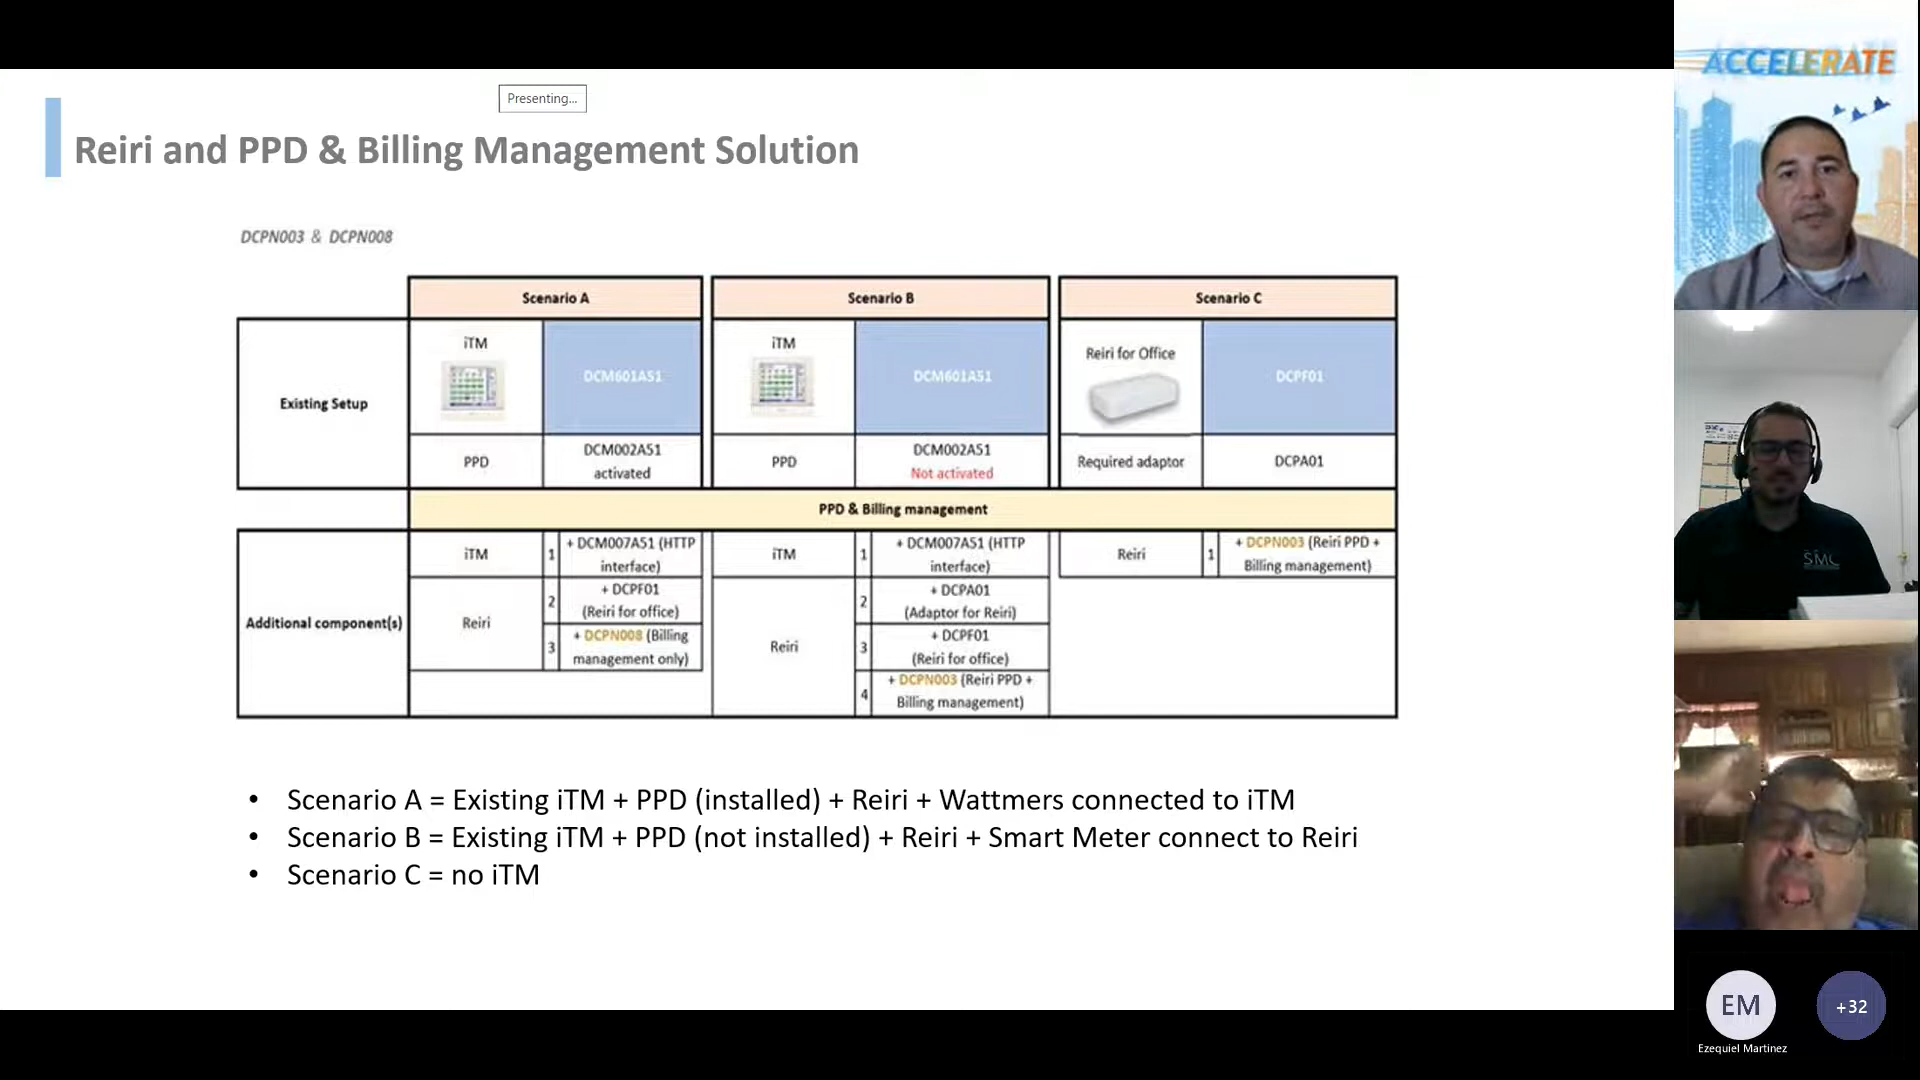 Presenting...
Reiri and PPD & Billing Management Solution
DCPN003 & DCPN008
Scenario A
Scenario B
Scenario C
Existing Setup
iTM
DCM601A51
iTM
DCM601A51
Reiri for Office
DCPF01
PPD
DCM002A51
activated
PPD
DCM002A51
Not activated
Required adaptor
DCPA01
PPD & Billing management
Additional component(s)
iTM
1
+ DCM007A51 (HTTP
interface)
Reiri
2
+ DCPF01
(Reiri for office)
3
+ DCPN008 (Billing
management only)
iTM
1
+ DCM007A51 (HTTP
interface)
Reiri
2
+ DCPA01
(Adaptor for Reiri)
3
+ DCPF01
(Reiri for office)
4
+ DCPN003 (Reiri PPD +
Billing management)
Reiri
1
+ DCPN003 (Reiri PPD +
Billing management)
• Scenario A = Existing iTM + PPD (installed) + Reiri + Wattmers connected to iTM
• Scenario B = Existing iTM + PPD (not installed) + Reiri + Smart Meter connect to Reiri
• Scenario C = no iTM
ACCELERATE
SMC
EM
+32
Ezequiel Martinez